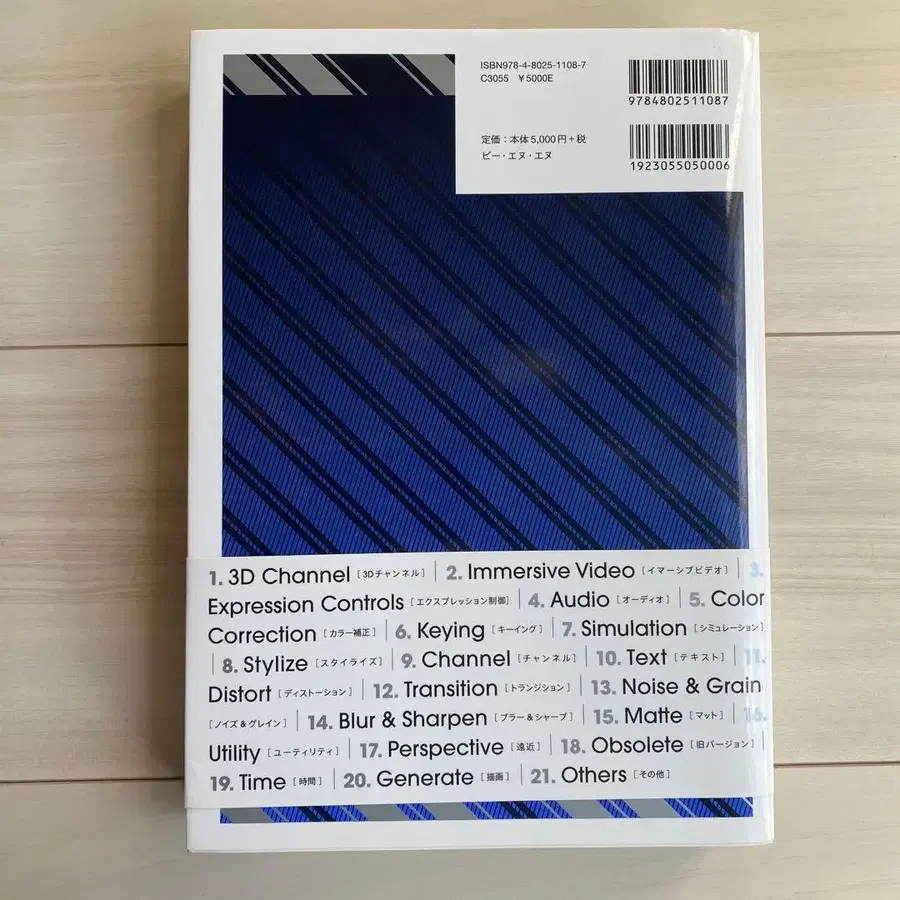 ISBN978-4-8025-1108-7
C3055 ¥5000E
9784802511087
定価：本体5,000円＋税
ビー・エヌ・エヌ
1923055050006
1. 3D Channel [3Dチャンネル] | 2. Immersive Video [イマーシブビデオ] | 3.
Expression Controls [エクスプレッション制御] | 4. Audio [オーディオ] | 5. Color
Correction [カラー補正] | 6. Keying [キーイング] | 7. Simulation [シミュレーション]
| 8. Stylize [スタイライズ] | 9. Channel [チャンネル] | 10. Text [テキスト] | 11.
Distort [ディストーション] | 12. Transition [トランジション] | 13. Noise & Grain
[ノイズ&グレイン] | 14. Blur & Sharpen [ブラー&シャープ] | 15. Matte [マット] | 16.
Utility [ユーティリティ] | 17. Perspective [遠近] | 18. Obsolete [旧バージョン] |
19. Time [時間] | 20. Generate [描画] | 21. Others [その他]